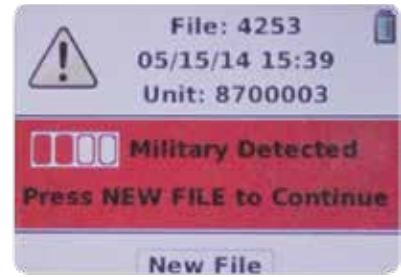 File: 4253
05/15/14 15:39
Unit: 8700003
Military Detected
Press NEW FILE to Continue
New File